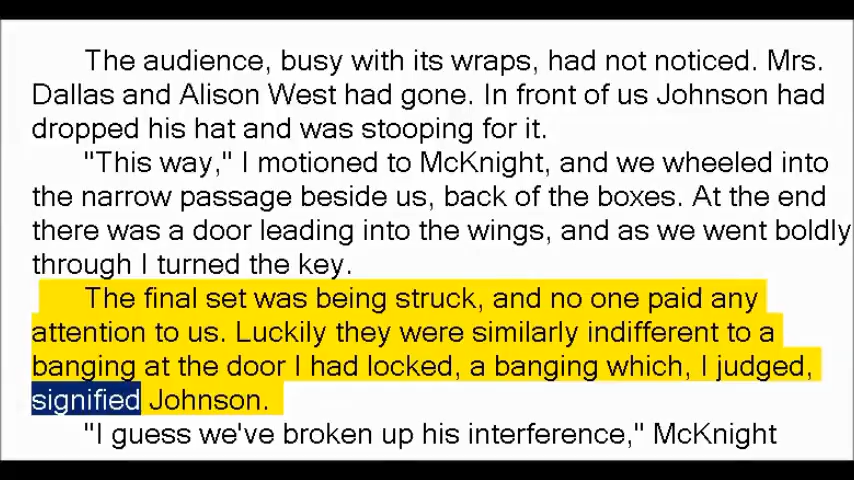 The audience, busy with its wraps, had not noticed. Mrs.
Dallas and Alison West had gone. In front of us Johnson had
dropped his hat and was stooping for it.
"This way," I motioned to McKnight, and we wheeled into
the narrow passage beside us, back of the boxes. At the end
there was a door leading into the wings, and as we went boldly
through I turned the key.
The final set was being struck, and no one paid any
attention to us. Luckily they were similarly indifferent to a
banging at the door I had locked, a banging which, I judged,
signified Johnson.
"I guess we've broken up his interference," McKnight